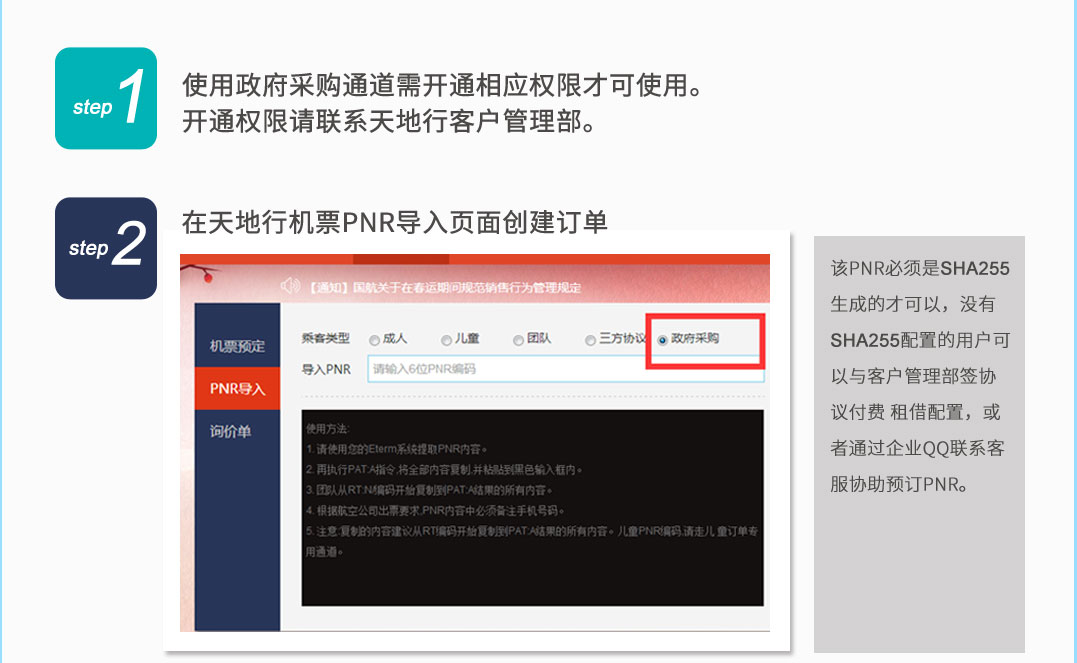 step 1
使用政府采购通道需开通相应权限才可使用。
开通权限请联系天地行客户管理部。
step 2
在天地行机票PNR导入页面创建订单
【通知】国航关于在春运期间规范销售行为管理规定
机票预定
PNR导入
询价单
乘客类型 成人 儿童 团队 三方协议 政府采购
导入PNR 请输入6位PNR编码
使用方法:
1. 请使用您的Eterm系统提取PNR内容。
2. 再执行PAT:A指令,将全部内容复制,并粘贴到黑色输入框内。
3. 团队从RT:N/编码开始复制到PAT:A结果的所有内容。
4. 根据航空公司出票要求,PNR内容中必须备注手机号码。
5. 注意:复制的内容建议从RT/编码开始复制到PAT:A结果的所有内容。儿童PNR编码,请走儿童订单专
用通道。
该PNR必须是SHA255
生成的才可以，没有
SHA255配置的用户可
以与客户管理部签协
议付费 租借配置，或
者通过企业QQ联系客
服协助预订PNR。